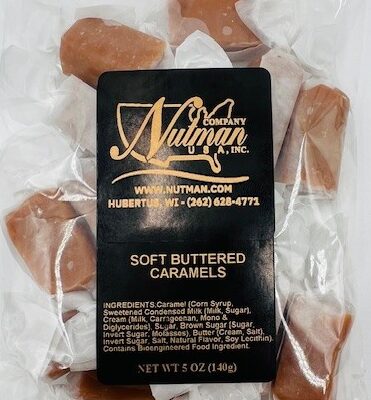 COMPANY
Nutman
USA, INC.
WWW.NUTMAN.COM
HUBERTUS, WI - (262) 628-4771
SOFT BUTTERED
CARAMELS
INGREDIENTS.Caramel (Corn Syrup,
Sweetened Condensed Milk (Milk, Sugar),
Cream (Milk, Carrgeenan, Mono &
Diglycerides), Sugar, Brown Sugar (Sugar,
Invert Sugar, Molasses), Butter (Cream, Salt),
Invert Sugar, Salt, Natural Flavor, Soy Lecithin).
Contains Bioengineered Food Ingredient.
NET WT 5 OZ (140g)